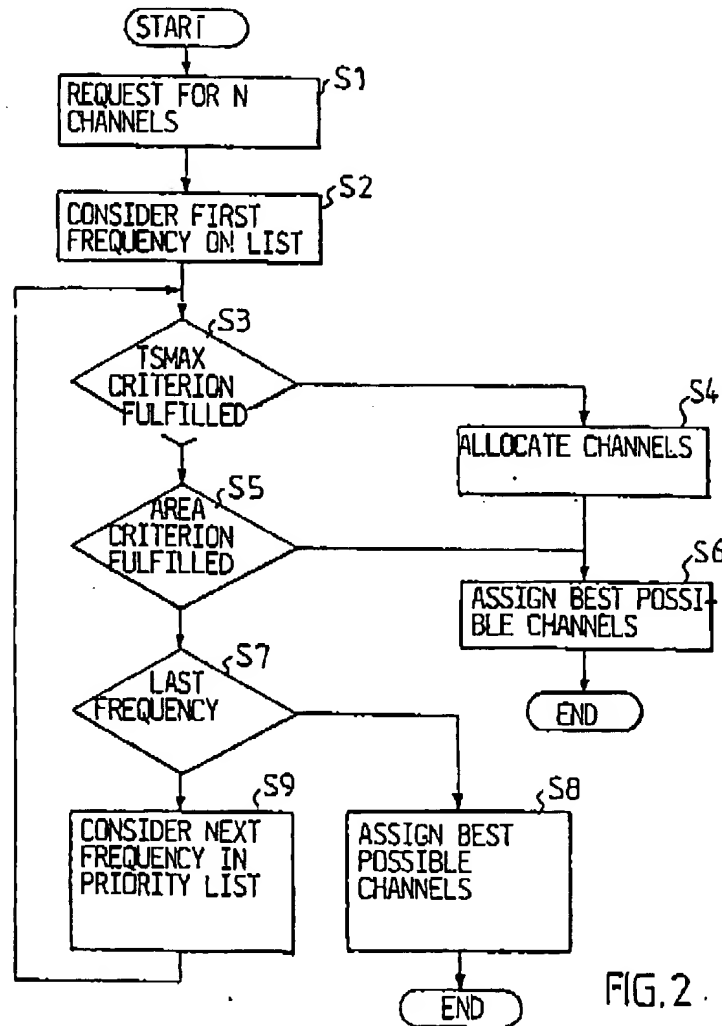 START
S1
REQUEST FOR N
CHANNELS
S2
CONSIDER FIRST
FREQUENCY ON LIST
S3
TSMAX
CRITERION
FULFILLED
S4
ALLOCATE CHANNELS
S5
AREA
CRITERION
FULFILLED
S6
ASSIGN BEST POSSI-
BLE CHANNELS
END
S7
LAST
FREQUENCY
S9
CONSIDER NEXT
FREQUENCY IN
PRIORITY LIST
S8
ASSIGN BEST
POSSIBLE
CHANNELS
END
FIG. 2